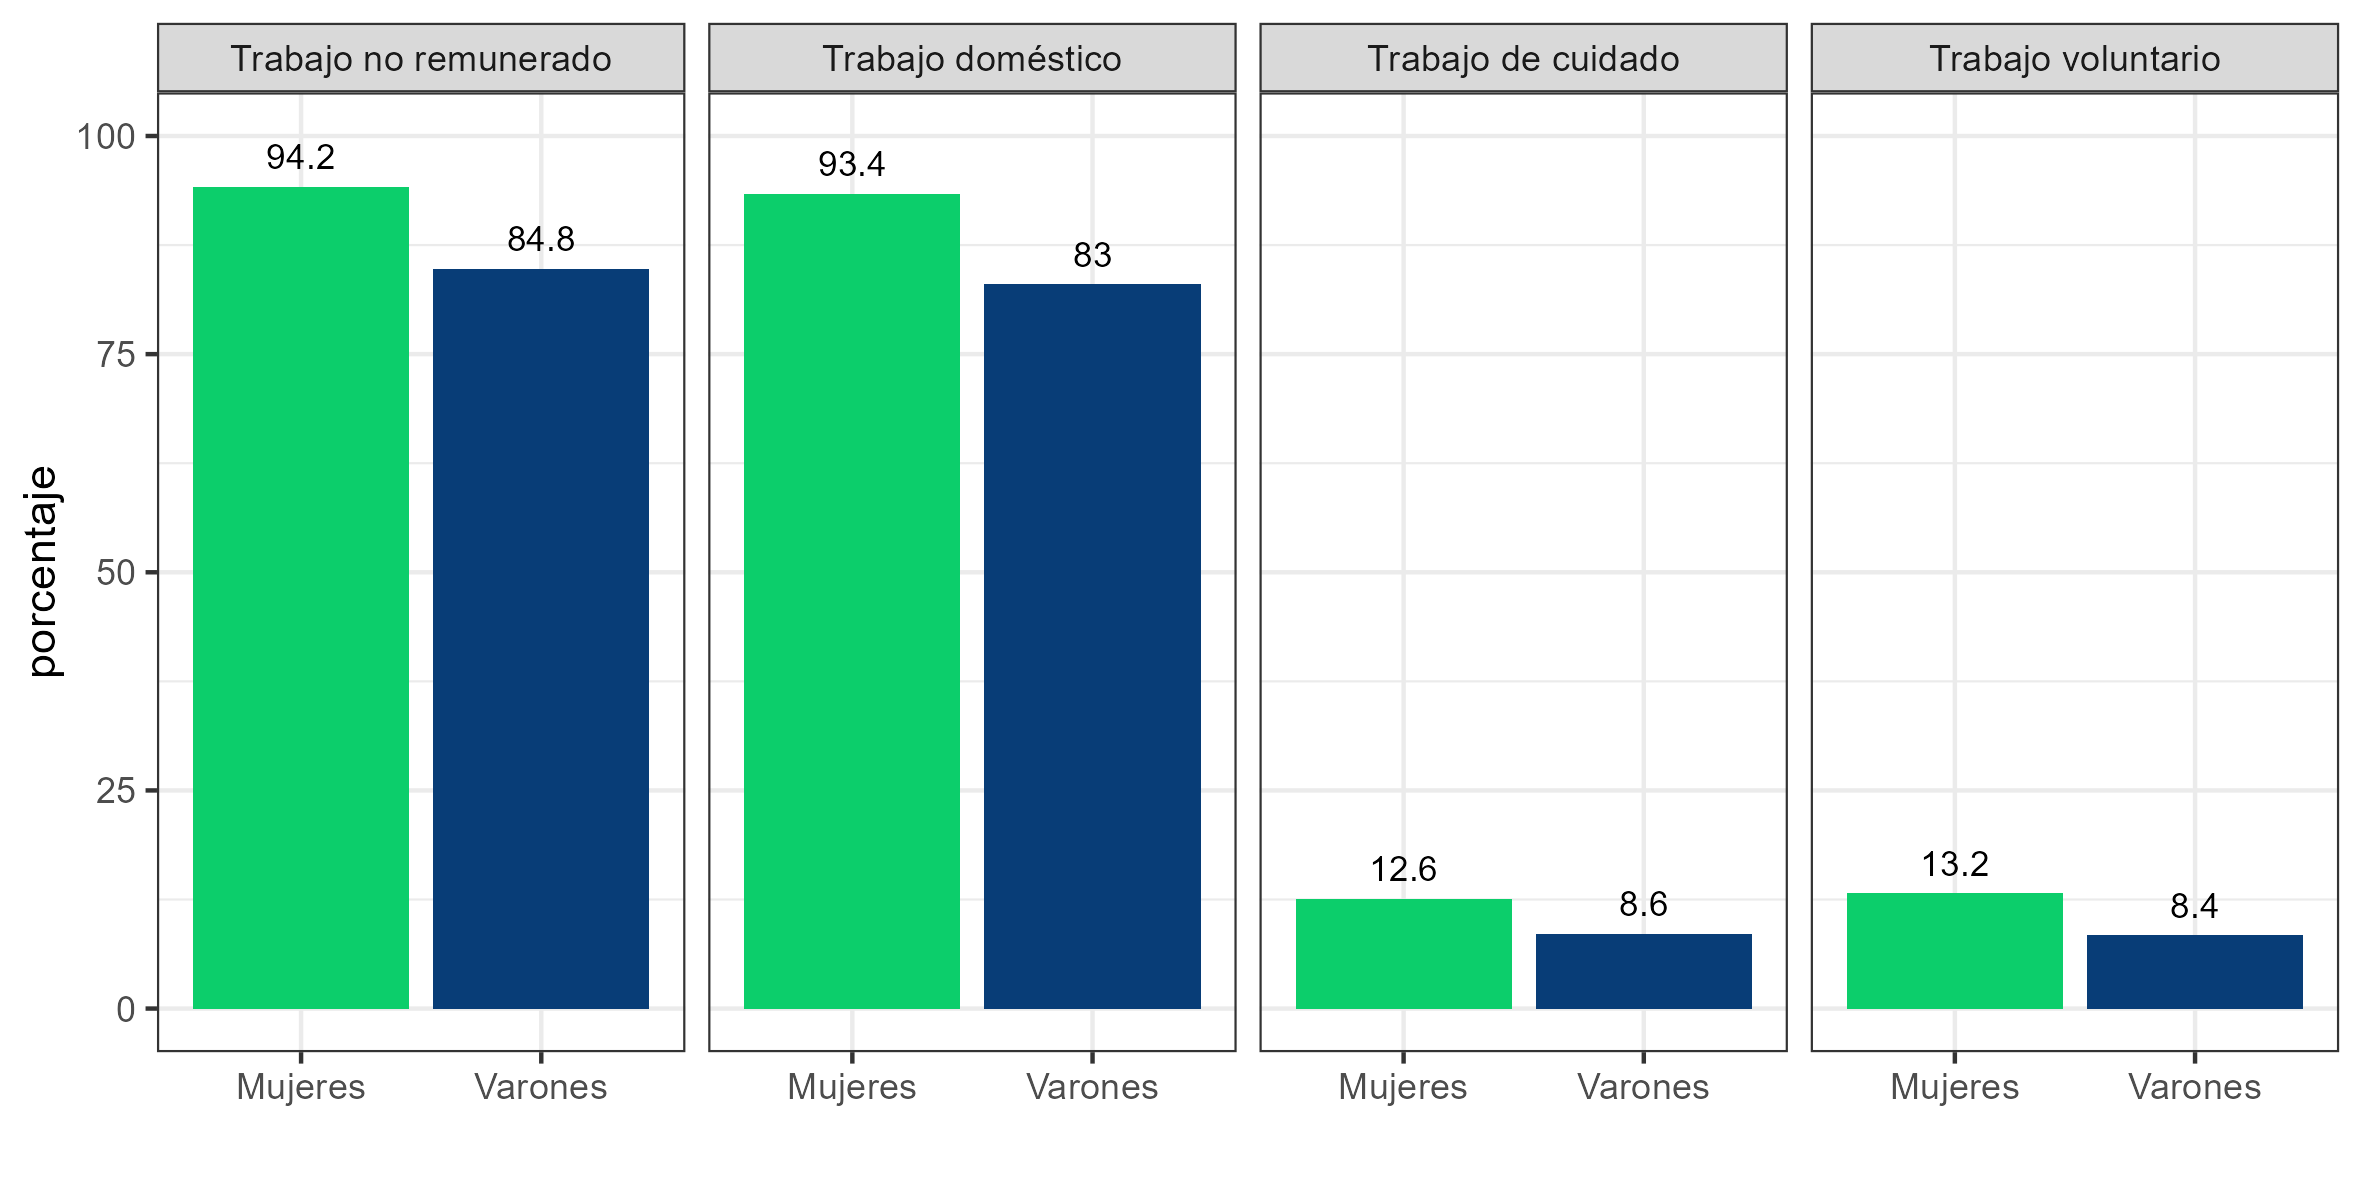 Trabajo no remunerado
Trabajo doméstico
Trabajo de cuidado
Trabajo voluntario
porcentaje
100
75
50
25
0
94.2
84.8
93.4
83
12.6
8.6
13.2
8.4
Mujeres
Varones
Mujeres
Varones
Mujeres
Varones
Mujeres
Varones